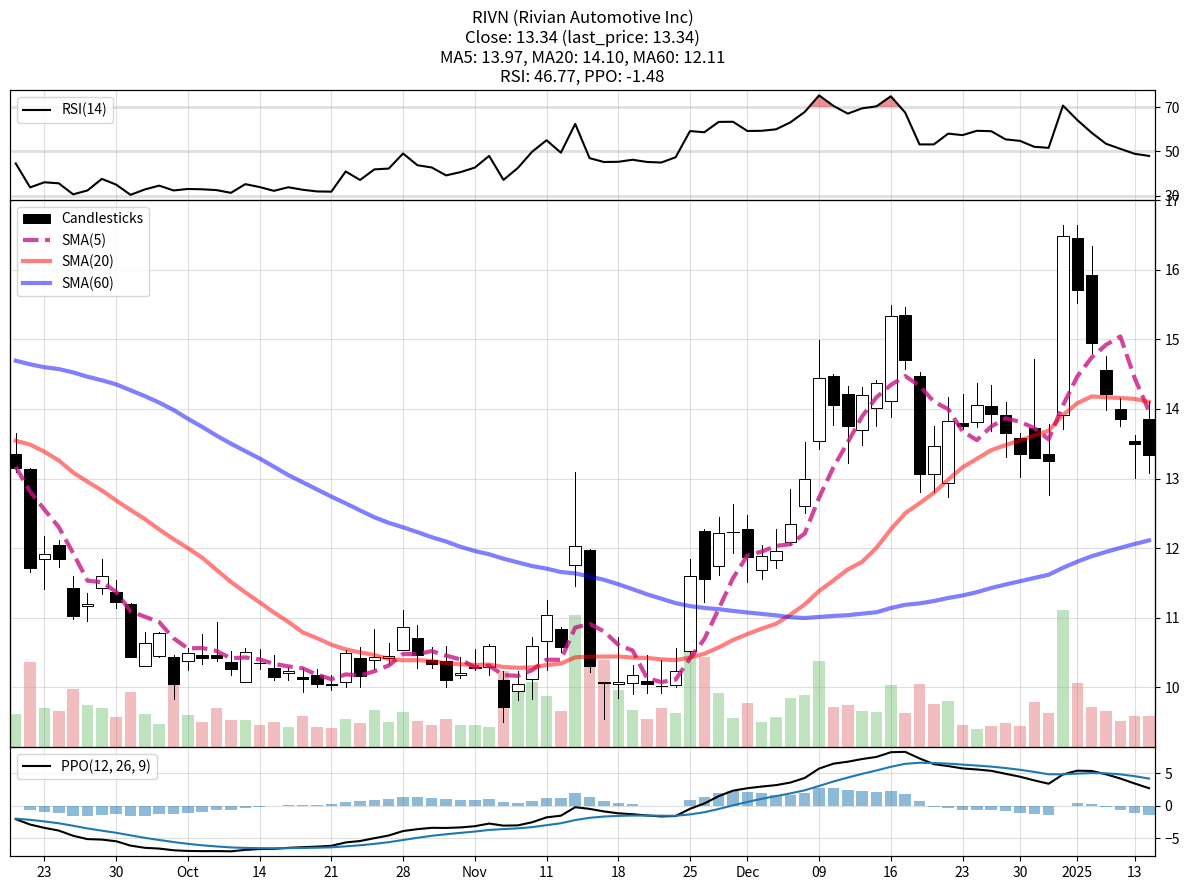 RIVN (Rivian Automotive Inc)
Close: 13.34 (last_price: 13.34)
MA5: 13.97, MA20: 14.10, MA60: 12.11
RSI: 46.77, PPO: -1.48
RSI(14)
70
50
30
Candlesticks
SMA(5)
SMA(20)
SMA(60)
17
16
15
14
13
12
11
10
PPO(12, 26, 9)
5
0
−5
23 30 Oct 14 21 28 Nov 11 18 25 Dec 09 16 23 30 2025 13